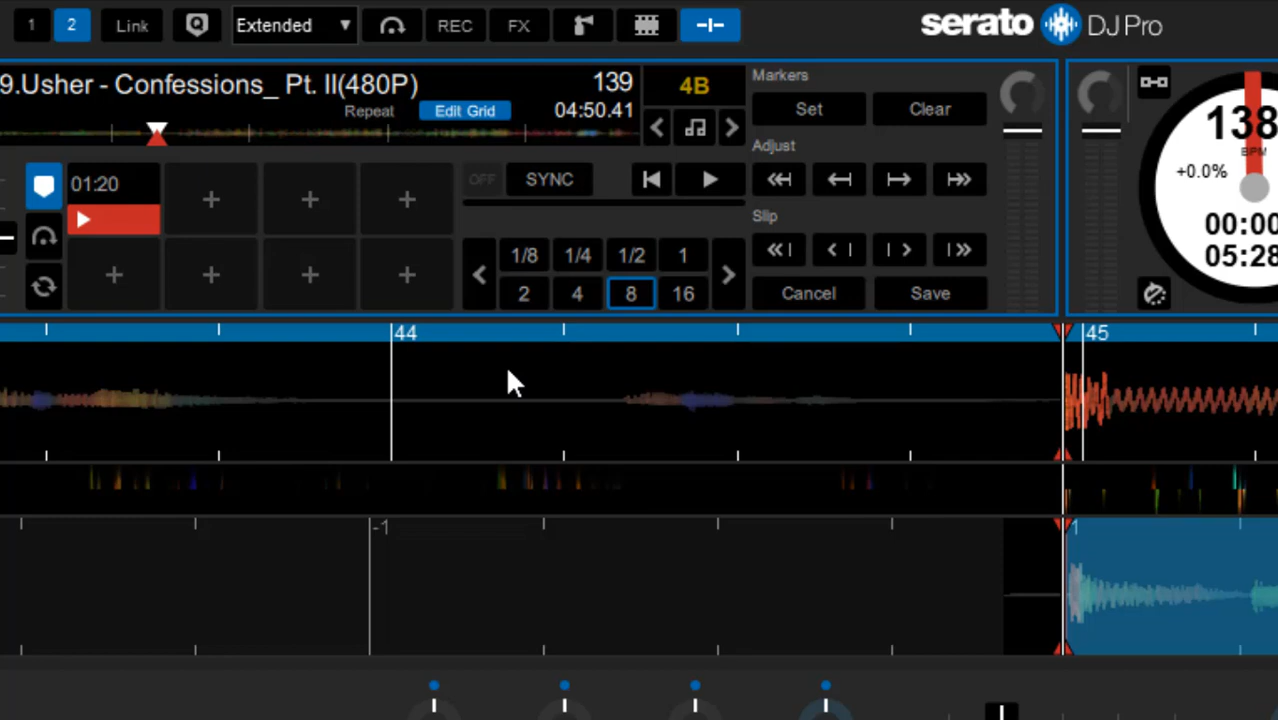 1 2 Link Extended REC FX serato DJ Pro
9.Usher - Confessions_ Pt. II(480P) 139 4B Markers
Repeat Edit Grid 04:50.41 Set Clear
Adjust
01:20 OFF SYNC
Slip
1/8 1/4 1/2 1
2 4 8 16 Cancel Save
138
BPM
+0.0%
00:00
05:28
44 45
-1 1